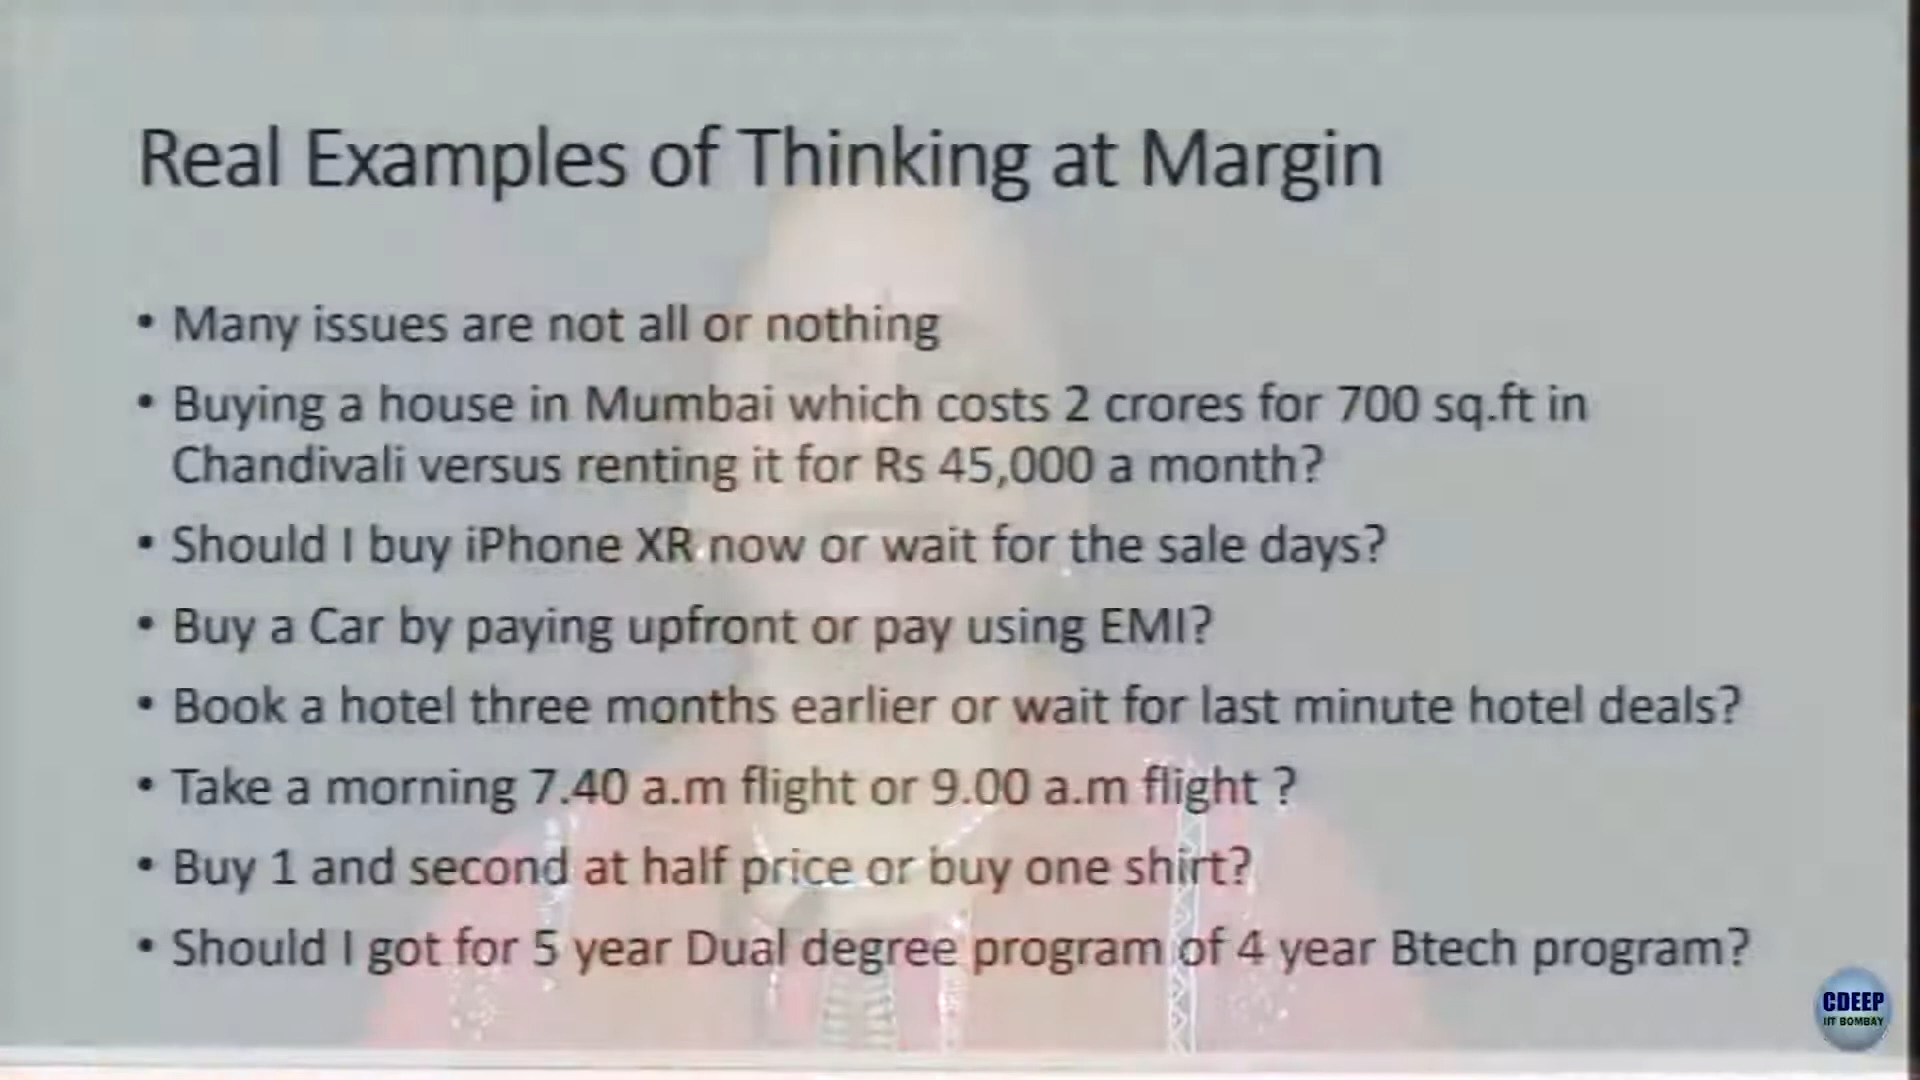 Real Examples of Thinking at Margin
• Many issues are not all or nothing
• Buying a house in Mumbai which costs 2 crores for 700 sq.ft in
Chandivali versus renting it for Rs 45,000 a month?
• Should I buy iPhone XR now or wait for the sale days?
• Buy a Car by paying upfront or pay using EMI?
• Book a hotel three months earlier or wait for last minute hotel deals?
• Take a morning 7.40 a.m flight or 9.00 a.m flight ?
• Buy 1 and second at half price or buy one shirt?
• Should I got for 5 year Dual degree program of 4 year Btech program?
CDEEP
IIT BOMBAY